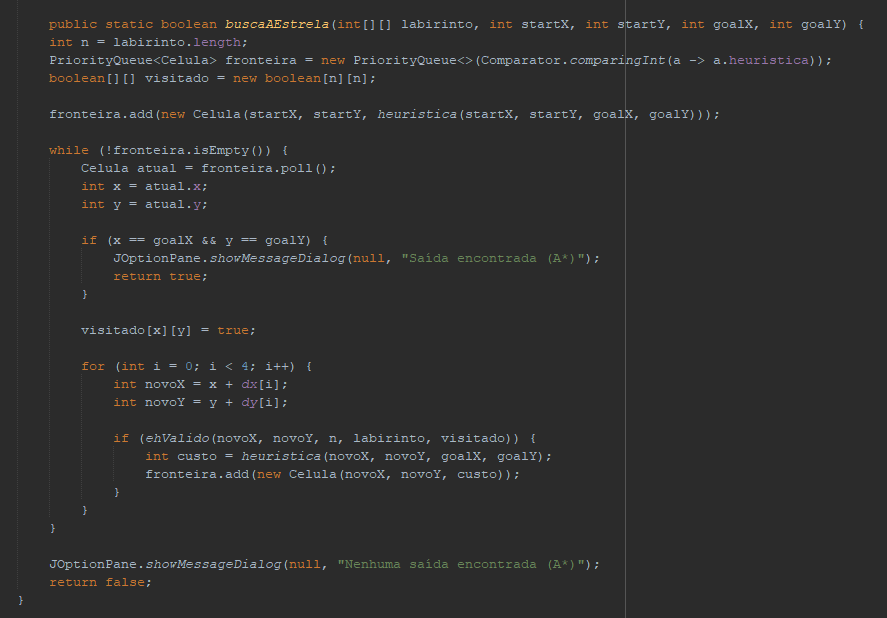 public static boolean buscaAEstrela(int[][] labirinto, int startX, int startY, int goalX, int goalY) {
int n = labirinto.length;
PriorityQueue<Celula> fronteira = new PriorityQueue<>(Comparator.comparingInt(a -> a.heuristica));
boolean[][] visitado = new boolean[n][n];
fronteira.add(new Celula(startX, startY, heuristica(startX, startY, goalX, goalY)));
while (!fronteira.isEmpty()) {
Celula atual = fronteira.poll();
int x = atual.x;
int y = atual.y;
if (x == goalX && y == goalY) {
JOptionPane.showMessageDialog(null, "Saída encontrada (A*)");
return true;
}
visitado[x][y] = true;
for (int i = 0; i < 4; i++) {
int novoX = x + dx[i];
int novoY = y + dy[i];
if (ehValido(novoX, novoY, n, labirinto, visitado)) {
int custo = heuristica(novoX, novoY, goalX, goalY);
fronteira.add(new Celula(novoX, novoY, custo));
}
}
}
JOptionPane.showMessageDialog(null, "Nenhuma saída encontrada (A*)");
return false;
}